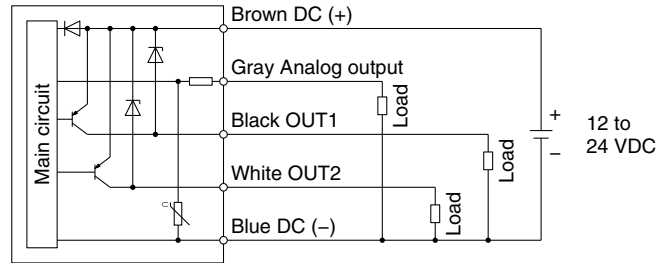 Brown DC (+)
Gray Analog output
Load
Black OUT1
Main circuit
Load
+
12 to
−
24 VDC
White OUT2
Load
Blue DC (−)